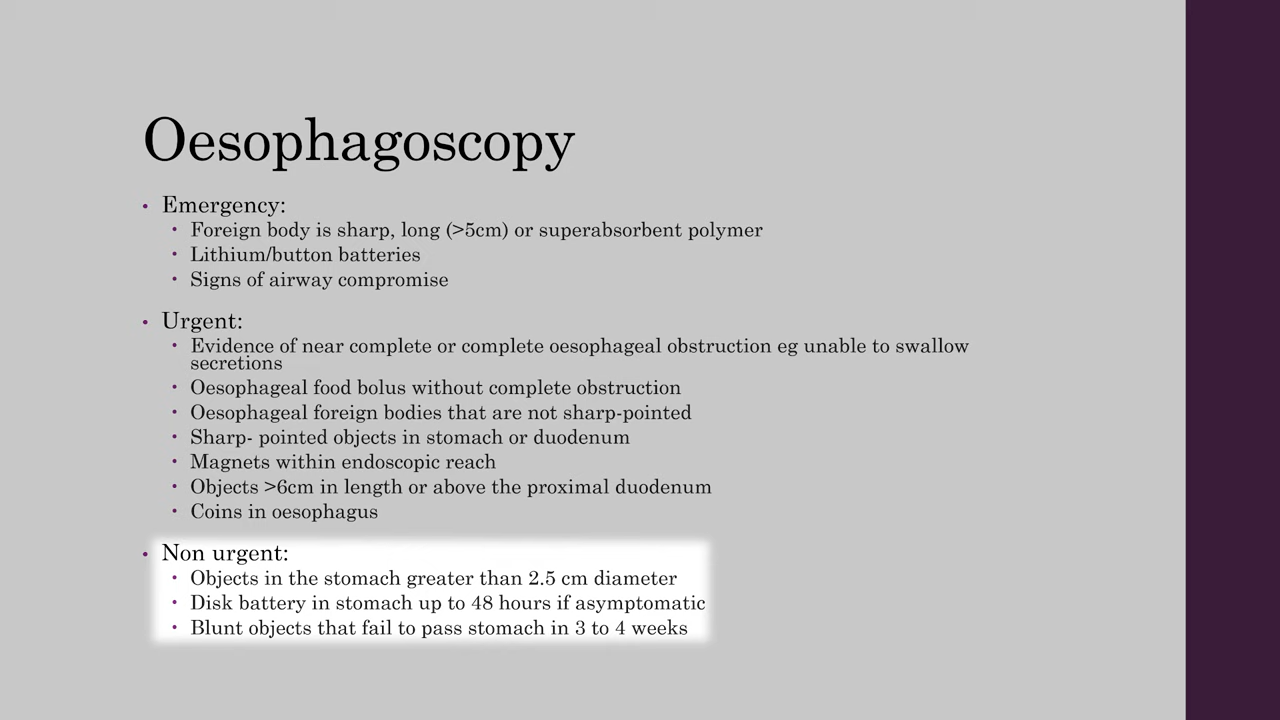 Oesophagoscopy
• Emergency:
• Foreign body is sharp, long (>5cm) or superabsorbent polymer
• Lithium/button batteries
• Signs of airway compromise
• Urgent:
• Evidence of near complete or complete oesophageal obstruction eg unable to swallow
secretions
• Oesophageal food bolus without complete obstruction
• Oesophageal foreign bodies that are not sharp-pointed
• Sharp- pointed objects in stomach or duodenum
• Magnets within endoscopic reach
• Objects >6cm in length or above the proximal duodenum
• Coins in oesophagus
• Non urgent:
• Objects in the stomach greater than 2.5 cm diameter
• Disk battery in stomach up to 48 hours if asymptomatic
• Blunt objects that fail to pass stomach in 3 to 4 weeks